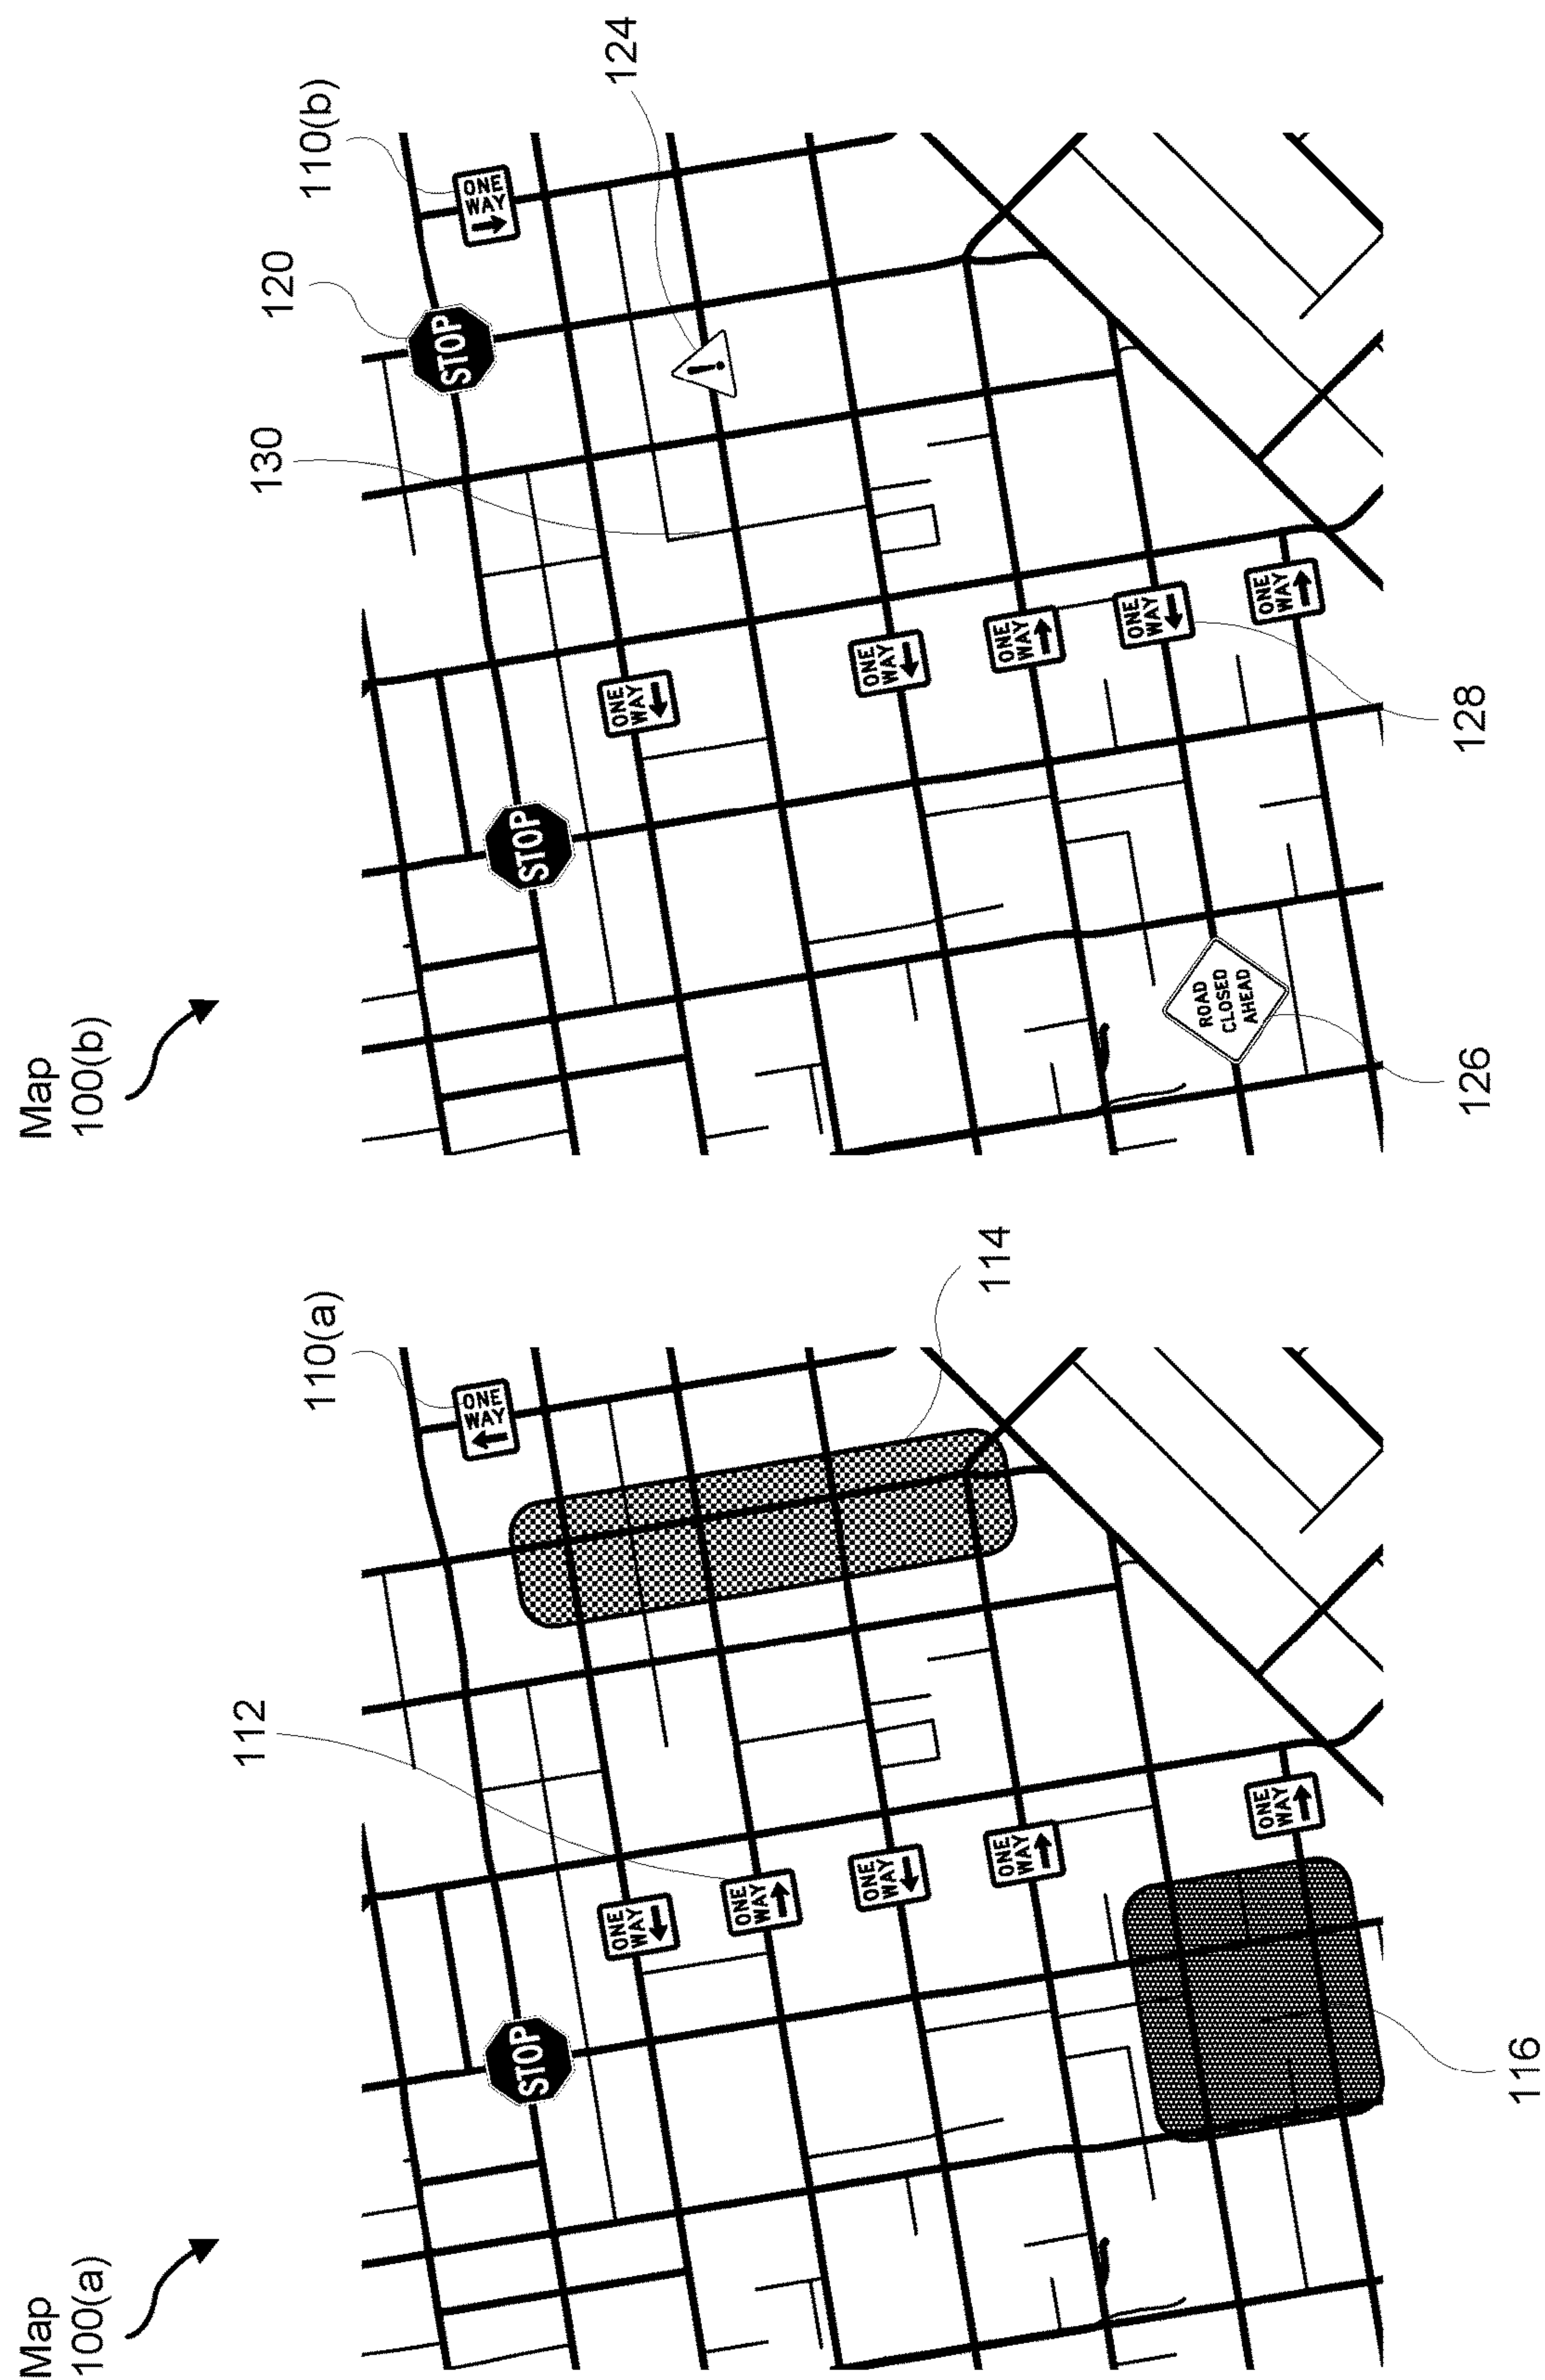 Map
100(a)
112
110(a)
ONE
WAY
STOP
ONE
WAY
ONE
WAY
ONE
WAY
114
ONE
WAY
ONE
WAY
116
Map
100(b)
130
120
110(b)
STOP
ONE
WAY
STOP
124
ONE
WAY
!
ONE
WAY
ONE
WAY
ONE
WAY
ROAD
CLOSED
AHEAD
ONE
WAY
128
126